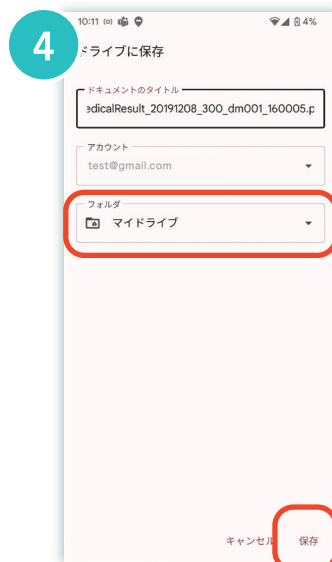 4
10:11
4%
ドライブに保存
ドキュメントのタイトル
edicalResult_20191208_300_dm001_160005.p
アカウント
test@gmail.com
フォルダ
マイドライブ
キャンセル 保存